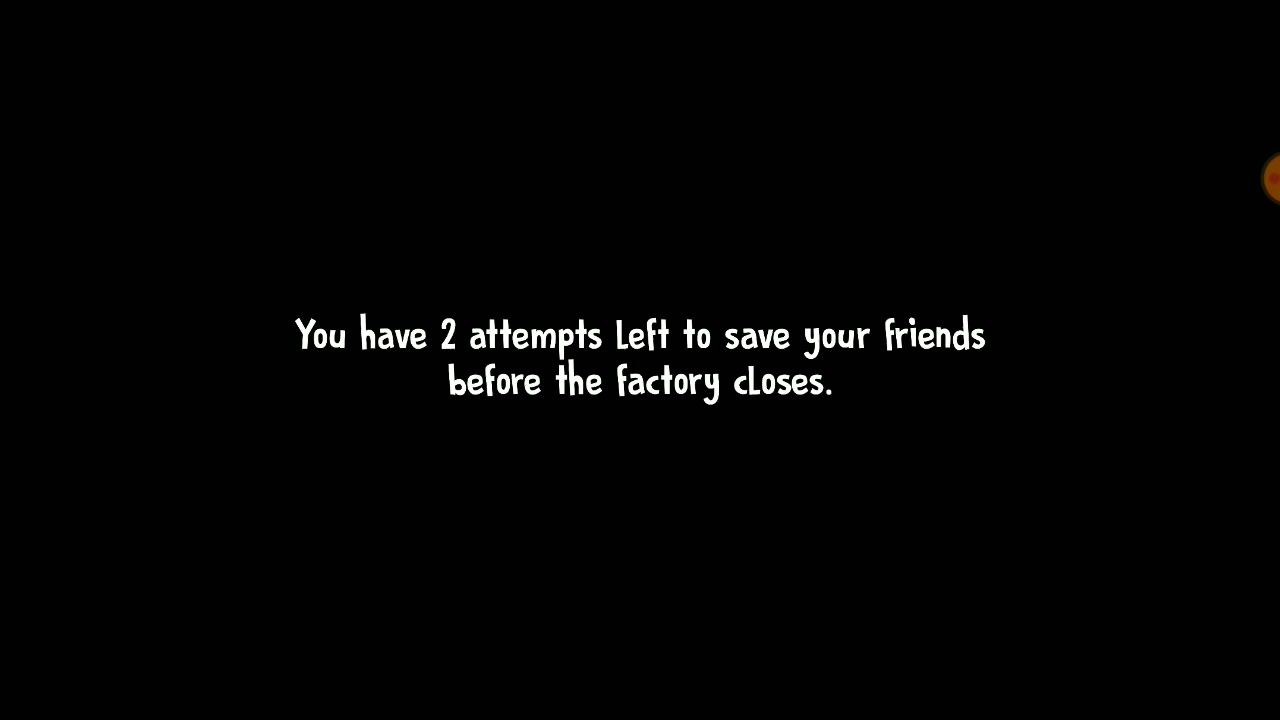 You have 2 attempts left to save your friends
before the factory closes.